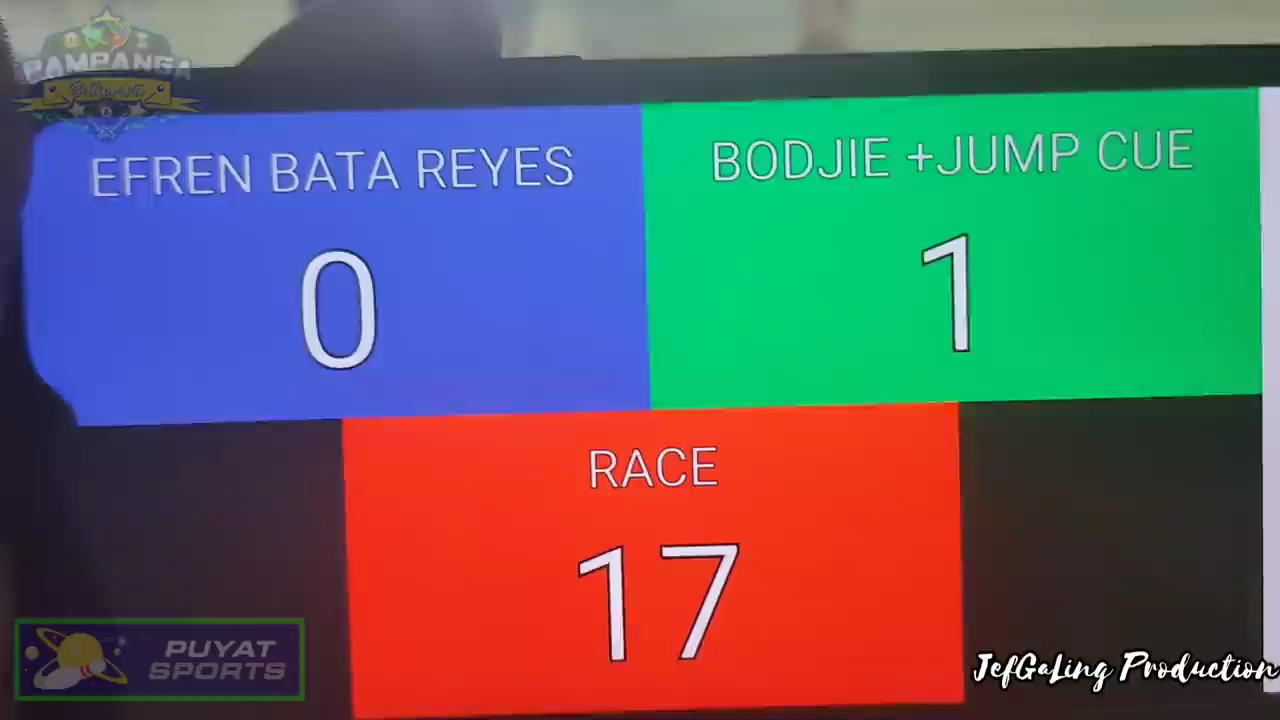 PAMPANGA
EFREN BATA REYES
0
BODJIE +JUMP CUE
1
RACE
17
PUYAT
SPORTS
JefGaLing Production